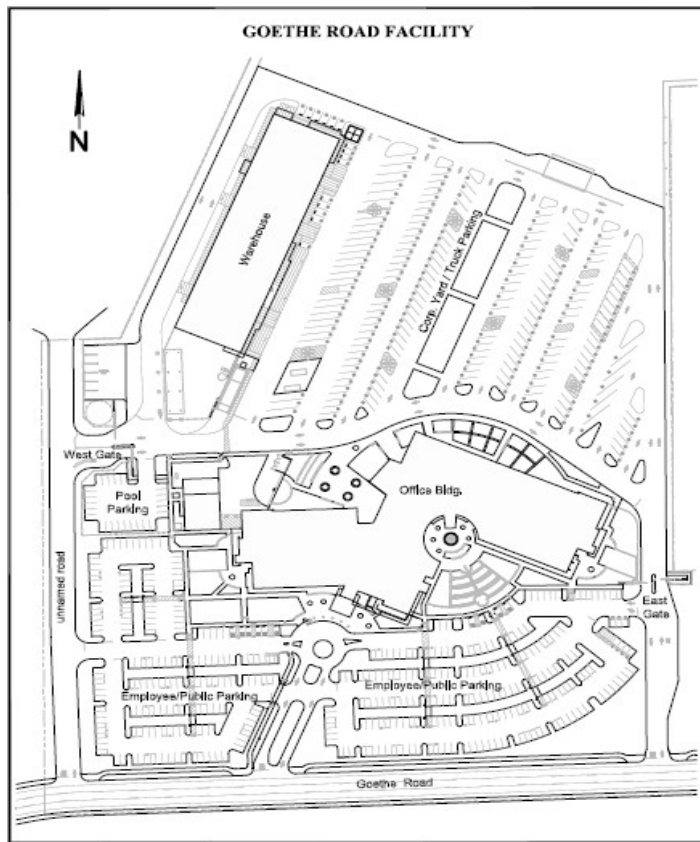 GOETHE ROAD FACILITY
N
Warehouse
Corp. Yard / Truck Parking
West Gate
Pool
Parking
Office Bldg.
unnamed road
East
Gate
Employee/Public Parking
Employee/Public Parking
Goethe Road